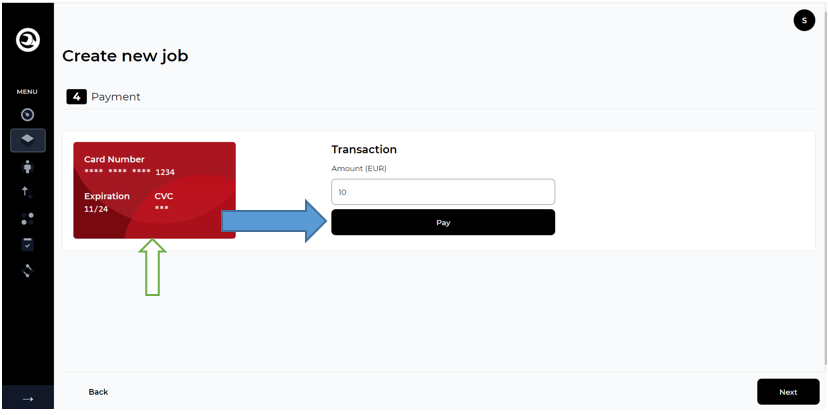 S
Create new job
MENU
4 Payment
Card Number
**** **** **** 1234
Expiration CVC
11/24 ***
Transaction
Amount (EUR)
10
Pay
Back
Next